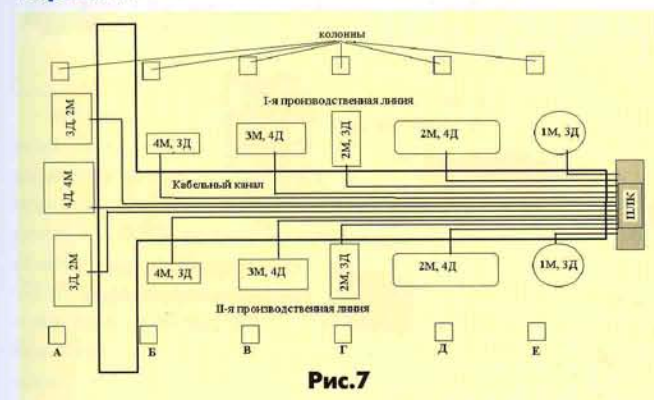 колонны
I-я производственная линия
3Д, 2М
4М, 3Д
3М, 4Д
2М, 3Д
2М, 4Д
1М, 3Д
4Д, 4М
Кабельный канал
ПЛК
3Д, 2М
4М, 3Д
3М, 4Д
2М, 3Д
2М, 4Д
1М, 3Д
II-я производственная линия
А Б В Г Д Е
Рис.7